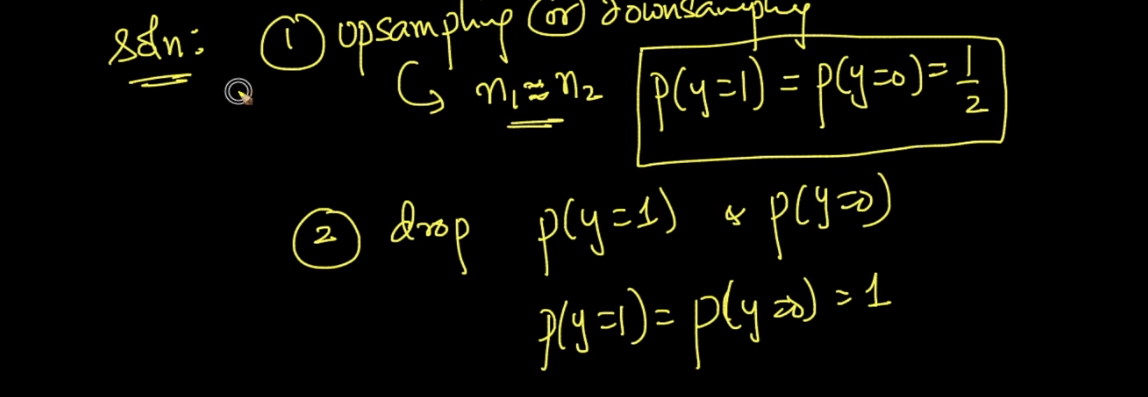 Soln: ① upsampling (or) downsampling
↳ n₁ ≈ n₂ P(y=1) = P(y=0) = 1/2
② drop P(y=1) & P(y=0)
P(y=1) = P(y=0) = 1